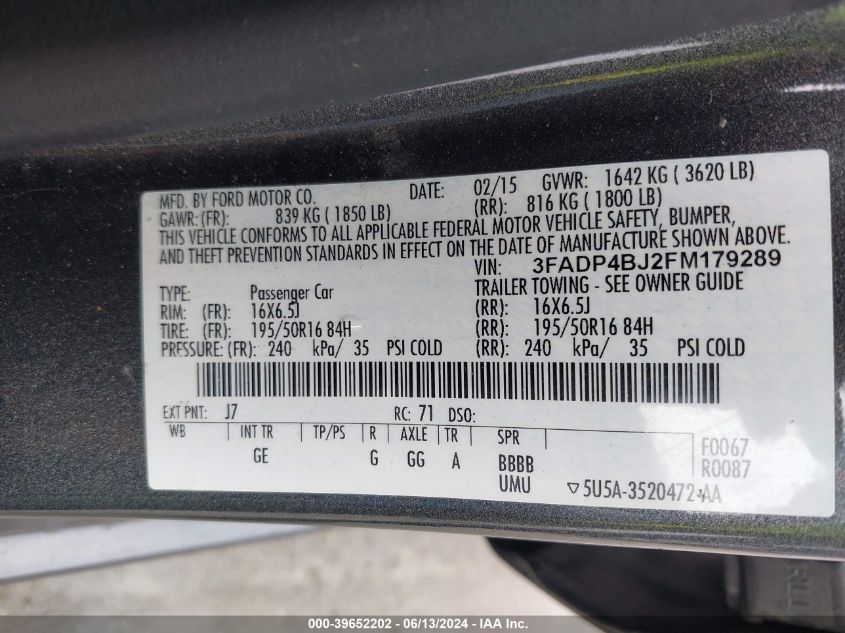 MFD. BY FORD MOTOR CO. DATE: 02/15 GVWR: 1642 KG ( 3620 LB)
GAWR: (FR): 839 KG ( 1850 LB) (RR): 816 KG ( 1800 LB)
THIS VEHICLE CONFORMS TO ALL APPLICABLE FEDERAL MOTOR VEHICLE SAFETY, BUMPER,
AND THEFT PREVENTION STANDARDS IN EFFECT ON THE DATE OF MANUFACTURE SHOWN ABOVE.
VIN: 3FADP4BJ2FM179289
TYPE: Passenger Car TRAILER TOWING - SEE OWNER GUIDE
RIM: (FR): 16X6.5J (RR): 16X6.5J
TIRE: (FR): 195/50R16 84H (RR): 195/50R16 84H
PRESSURE: (FR): 240 kPa/ 35 PSI COLD (RR): 240 kPa/ 35 PSI COLD
EXT PNT: J7 RC: 71 DSO:
WB INT TR TP/PS R AXLE TR SPR
GE G GG A BBBB F0067
UMU R0087
▽5U5A-3520472-AA
000-39652202 - 06/13/2024 - IAA Inc.